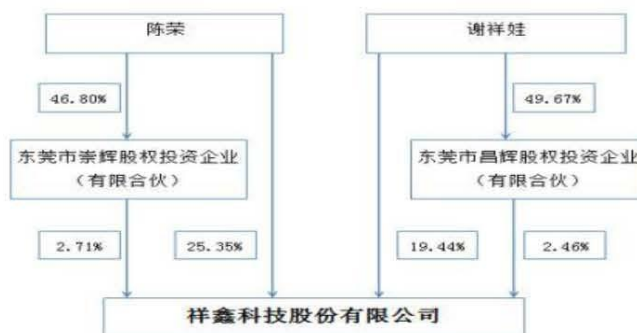 陈荣
谢祥娃
46.80%
49.67%
东莞市崇辉股权投资企业
（有限合伙）
东莞市昌辉股权投资企业
（有限合伙）
2.71%
25.35%
19.44%
2.46%
祥鑫科技股份有限公司